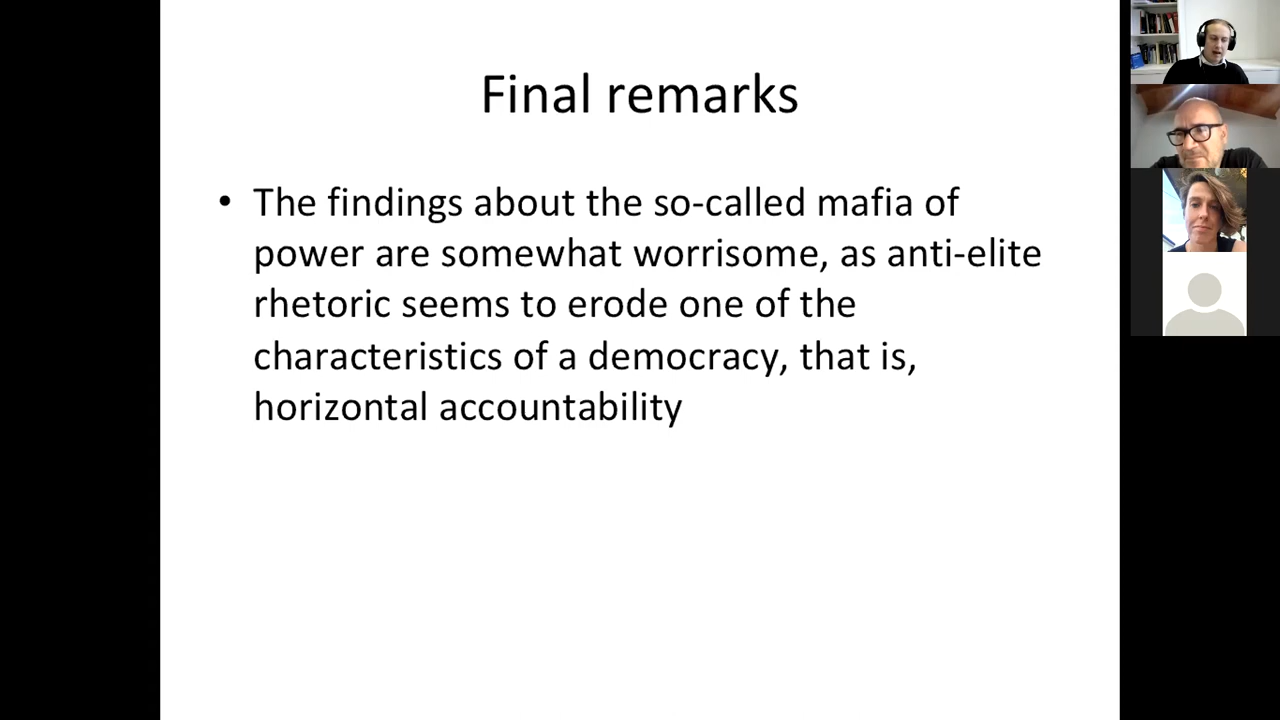 Final remarks
• The findings about the so-called mafia of
power are somewhat worrisome, as anti-elite
rhetoric seems to erode one of the
characteristics of a democracy, that is,
horizontal accountability